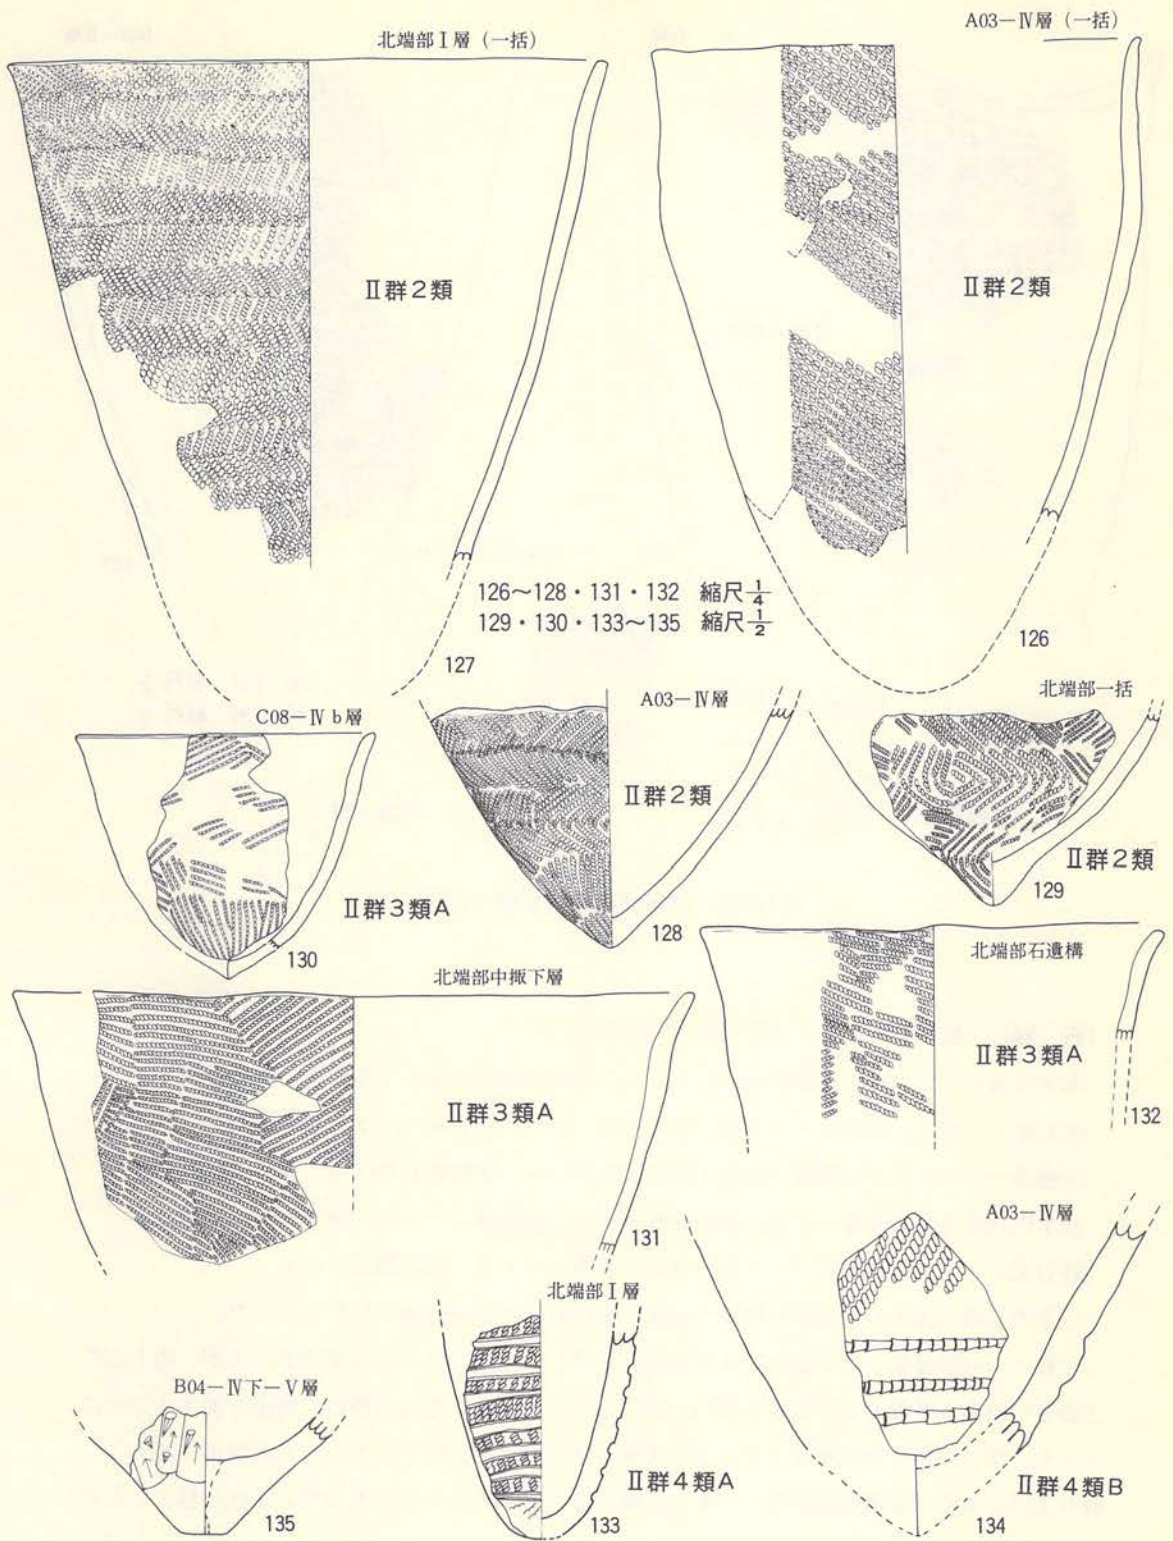 北端部Ⅰ層（一括）
A03－Ⅳ層（一括）
Ⅱ群2類
Ⅱ群2類
126～128・131・132 縮尺1/4
129・130・133～135 縮尺1/2
127
126
C08－Ⅳb層
A03－Ⅳ層
北端部一括
Ⅱ群2類
Ⅱ群2類
Ⅱ群3類A
130
128
129
北端部中掫下層
北端部石遺構
Ⅱ群3類A
Ⅱ群3類A
132
131
A03－Ⅳ層
北端部Ⅰ層
B04－Ⅳ下－Ⅴ層
Ⅱ群4類A
Ⅱ群4類B
135
133
134